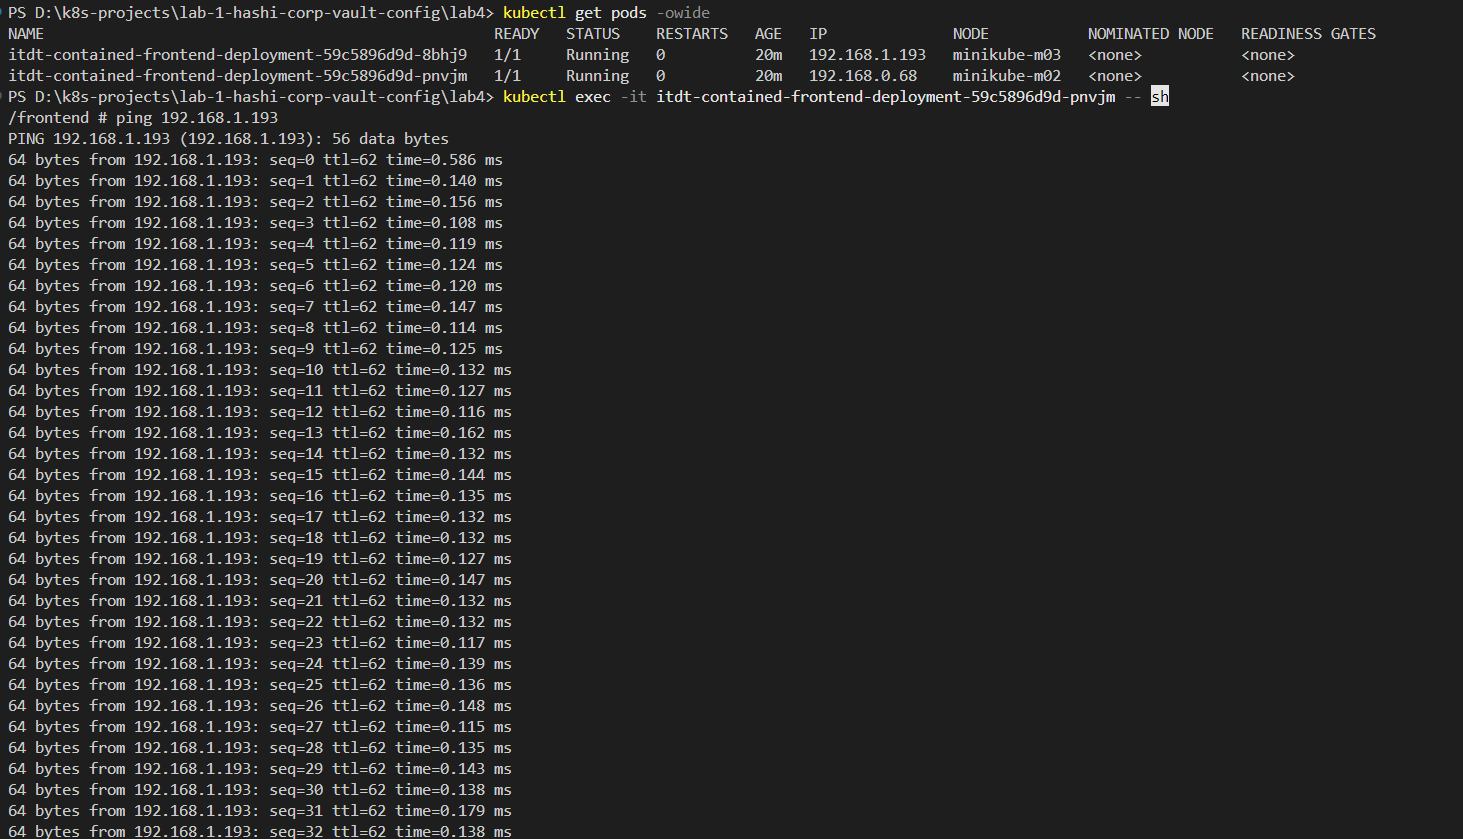 PS D:\k8s-projects\lab-1-hashi-corp-vault-config\lab4> kubectl get pods -owide
NAME READY STATUS RESTARTS AGE IP NODE NOMINATED NODE READINESS GATES
itdt-contained-frontend-deployment-59c5896d9d-8bhj9 1/1 Running 0 20m 192.168.1.193 minikube-m03 <none> <none>
itdt-contained-frontend-deployment-59c5896d9d-pnvjm 1/1 Running 0 20m 192.168.0.68 minikube-m02 <none> <none>
PS D:\k8s-projects\lab-1-hashi-corp-vault-config\lab4> kubectl exec -it itdt-contained-frontend-deployment-59c5896d9d-pnvjm -- sh
/frontend # ping 192.168.1.193
PING 192.168.1.193 (192.168.1.193): 56 data bytes
64 bytes from 192.168.1.193: seq=0 ttl=62 time=0.586 ms
64 bytes from 192.168.1.193: seq=1 ttl=62 time=0.140 ms
64 bytes from 192.168.1.193: seq=2 ttl=62 time=0.156 ms
64 bytes from 192.168.1.193: seq=3 ttl=62 time=0.108 ms
64 bytes from 192.168.1.193: seq=4 ttl=62 time=0.119 ms
64 bytes from 192.168.1.193: seq=5 ttl=62 time=0.124 ms
64 bytes from 192.168.1.193: seq=6 ttl=62 time=0.120 ms
64 bytes from 192.168.1.193: seq=7 ttl=62 time=0.147 ms
64 bytes from 192.168.1.193: seq=8 ttl=62 time=0.114 ms
64 bytes from 192.168.1.193: seq=9 ttl=62 time=0.125 ms
64 bytes from 192.168.1.193: seq=10 ttl=62 time=0.132 ms
64 bytes from 192.168.1.193: seq=11 ttl=62 time=0.127 ms
64 bytes from 192.168.1.193: seq=12 ttl=62 time=0.116 ms
64 bytes from 192.168.1.193: seq=13 ttl=62 time=0.162 ms
64 bytes from 192.168.1.193: seq=14 ttl=62 time=0.132 ms
64 bytes from 192.168.1.193: seq=15 ttl=62 time=0.144 ms
64 bytes from 192.168.1.193: seq=16 ttl=62 time=0.135 ms
64 bytes from 192.168.1.193: seq=17 ttl=62 time=0.132 ms
64 bytes from 192.168.1.193: seq=18 ttl=62 time=0.132 ms
64 bytes from 192.168.1.193: seq=19 ttl=62 time=0.127 ms
64 bytes from 192.168.1.193: seq=20 ttl=62 time=0.147 ms
64 bytes from 192.168.1.193: seq=21 ttl=62 time=0.132 ms
64 bytes from 192.168.1.193: seq=22 ttl=62 time=0.132 ms
64 bytes from 192.168.1.193: seq=23 ttl=62 time=0.117 ms
64 bytes from 192.168.1.193: seq=24 ttl=62 time=0.139 ms
64 bytes from 192.168.1.193: seq=25 ttl=62 time=0.136 ms
64 bytes from 192.168.1.193: seq=26 ttl=62 time=0.148 ms
64 bytes from 192.168.1.193: seq=27 ttl=62 time=0.115 ms
64 bytes from 192.168.1.193: seq=28 ttl=62 time=0.135 ms
64 bytes from 192.168.1.193: seq=29 ttl=62 time=0.143 ms
64 bytes from 192.168.1.193: seq=30 ttl=62 time=0.138 ms
64 bytes from 192.168.1.193: seq=31 ttl=62 time=0.179 ms
64 bytes from 192.168.1.193: seq=32 ttl=62 time=0.138 ms